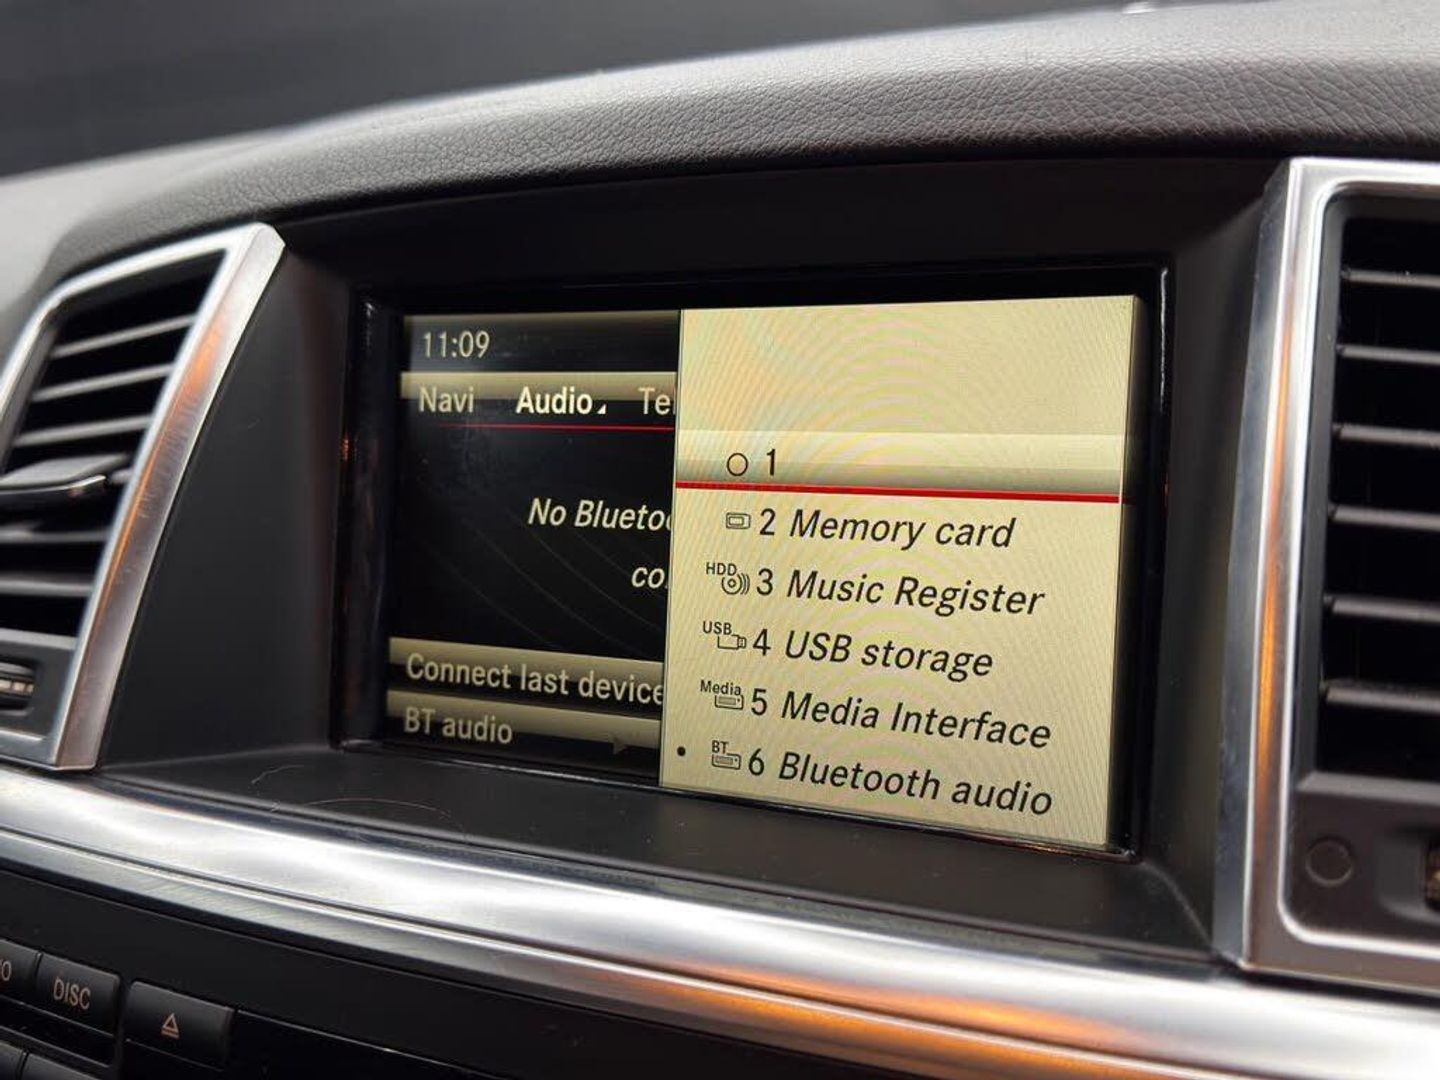 11:09
Navi Audio Tel
No Blueto
co
Connect last device
BT audio
1
2 Memory card
HDD 3 Music Register
USB 4 USB storage
Media 5 Media Interface
BT 6 Bluetooth audio
DISC